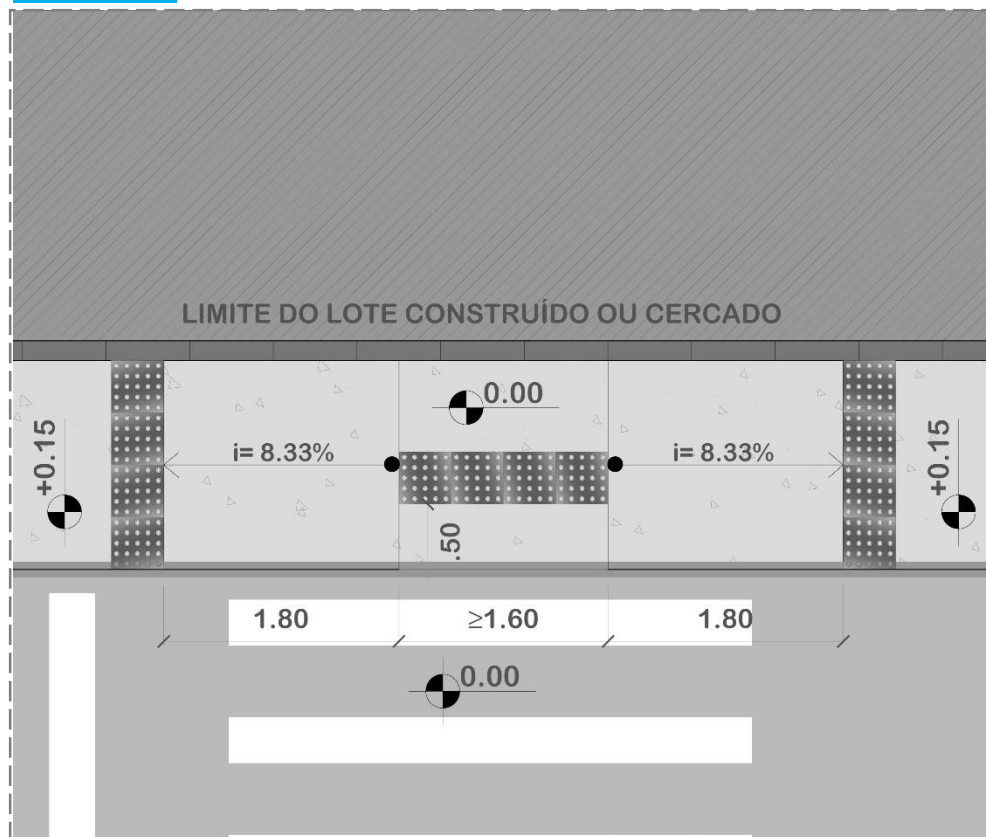 LIMITE DO LOTE CONSTRUÍDO OU CERCADO
0.00
+0.15
i= 8.33%
i= 8.33%
+0.15
.50
1.80
≥1.60
1.80
0.00